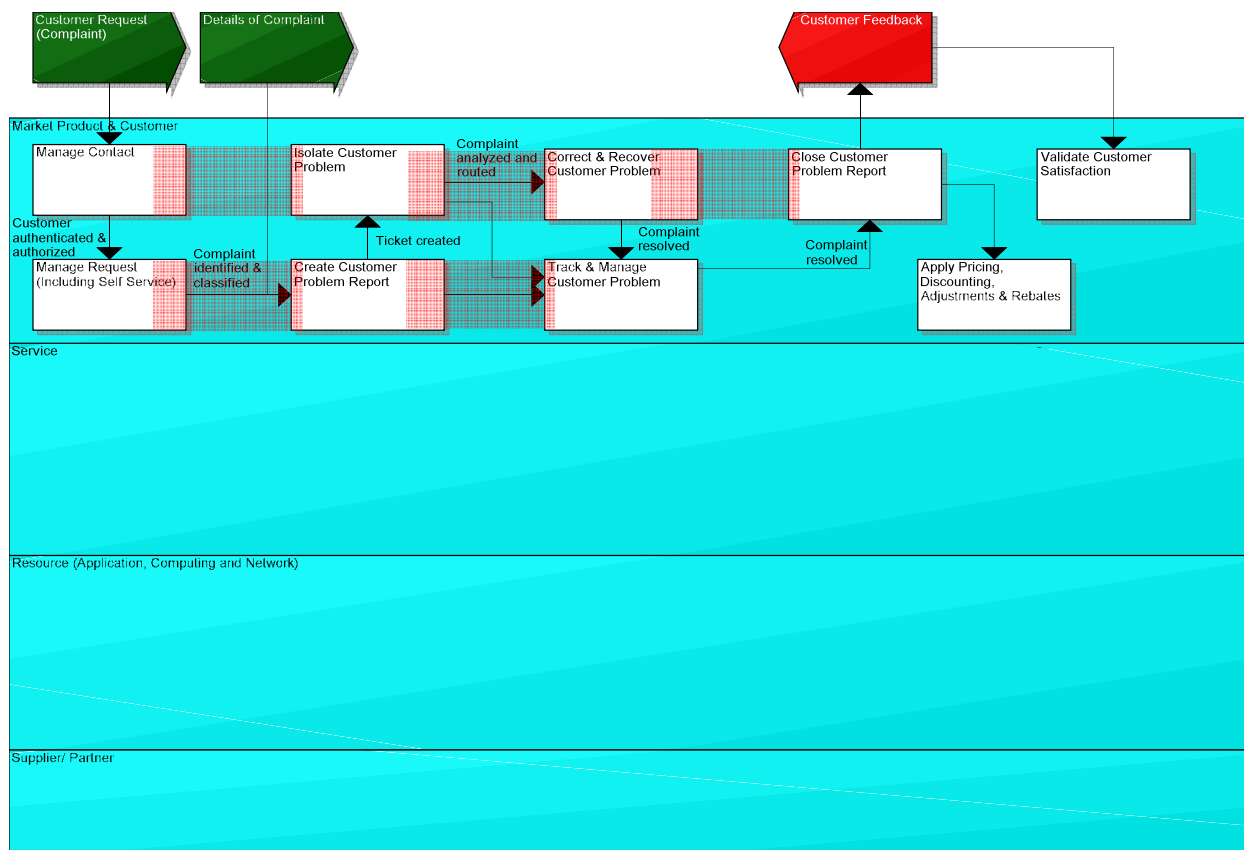 Customer Request
(Complaint)
Details of Complaint
Customer Feedback
Market Product & Customer
Manage Contact
Isolate Customer
Problem
Complaint
analyzed and
routed
Correct & Recover
Customer Problem
Close Customer
Problem Report
Validate Customer
Satisfaction
Customer
authenticated &
authorized
Ticket created
Complaint
resolved
Complaint
resolved
Manage Request
(Including Self Service)
Complaint
identified &
classified
Create Customer
Problem Report
Track & Manage
Customer Problem
Apply Pricing,
Discounting,
Adjustments & Rebates
Service
Resource (Application, Computing and Network)
Supplier/ Partner